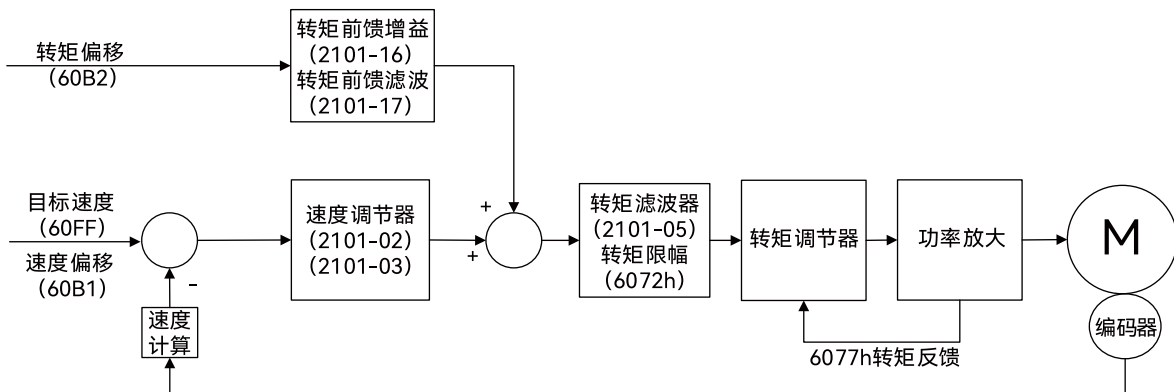 转矩偏移
（60B2）
转矩前馈增益
（2101-16）
转矩前馈滤波
（2101-17）
目标速度
（60FF）
速度偏移
（60B1）
-
速度
计算
速度调节器
（2101-02）
（2101-03）
+
+
转矩滤波器
（2101-05）
转矩限幅
（6072h）
转矩调节器
功率放大
6077h转矩反馈
M
编码器